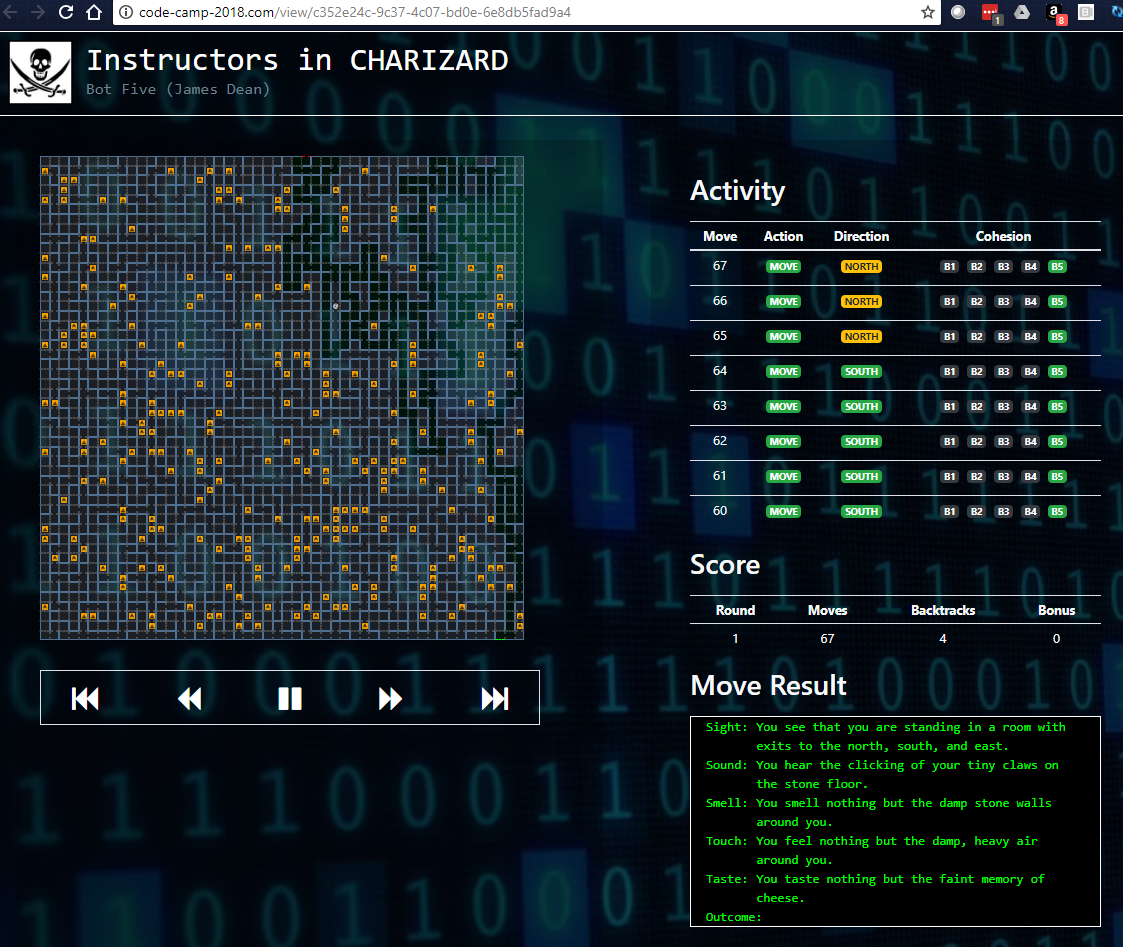 code-camp-2018.com/view/c352e24c-9c37-4c07-bd0e-6e8db5fad9a4
1
a
8
Instructors in CHARIZARD
Bot Five (James Dean)
Activity
Move Action Direction Cohesion
67 MOVE NORTH B1 B2 B3 B4 B5
66 MOVE NORTH B1 B2 B3 B4 B5
65 MOVE NORTH B1 B2 B3 B4 B5
64 MOVE SOUTH B1 B2 B3 B4 B5
63 MOVE SOUTH B1 B2 B3 B4 B5
62 MOVE SOUTH B1 B2 B3 B4 B5
61 MOVE SOUTH B1 B2 B3 B4 B5
60 MOVE SOUTH B1 B2 B3 B4 B5
Score
Round Moves Backtracks Bonus
1 67 4 0
Move Result
Sight: You see that you are standing in a room with
exits to the north, south, and east.
Sound: You hear the clicking of your tiny claws on
the stone floor.
Smell: You smell nothing but the damp stone walls
around you.
Touch: You feel nothing but the damp, heavy air
around you.
Taste: You taste nothing but the faint memory of
cheese.
Outcome: